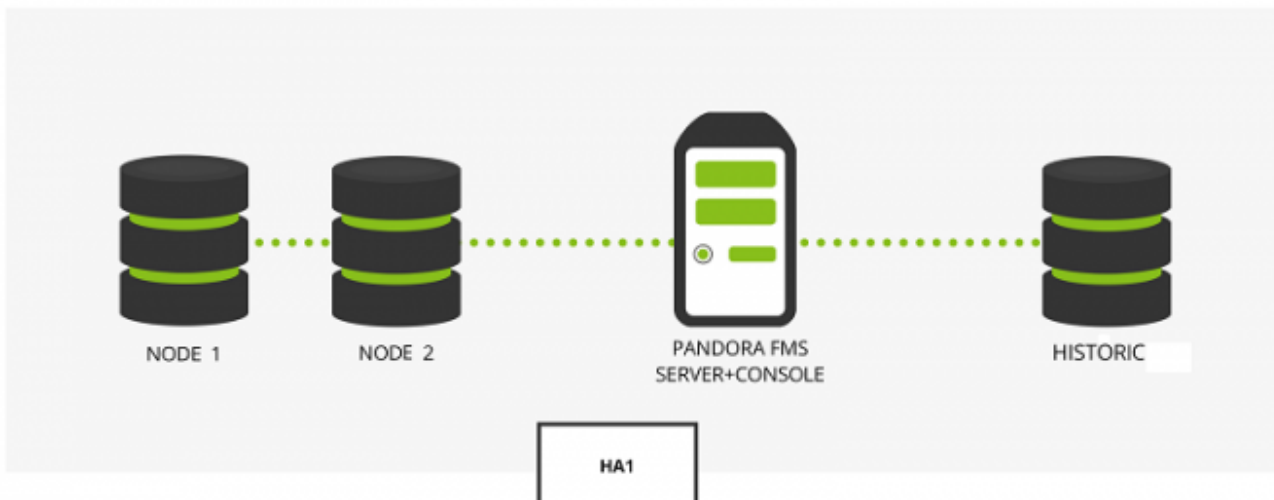 NODE 1
NODE 2
PANDORA FMS
SERVER+CONSOLE
HISTORIC
HA1